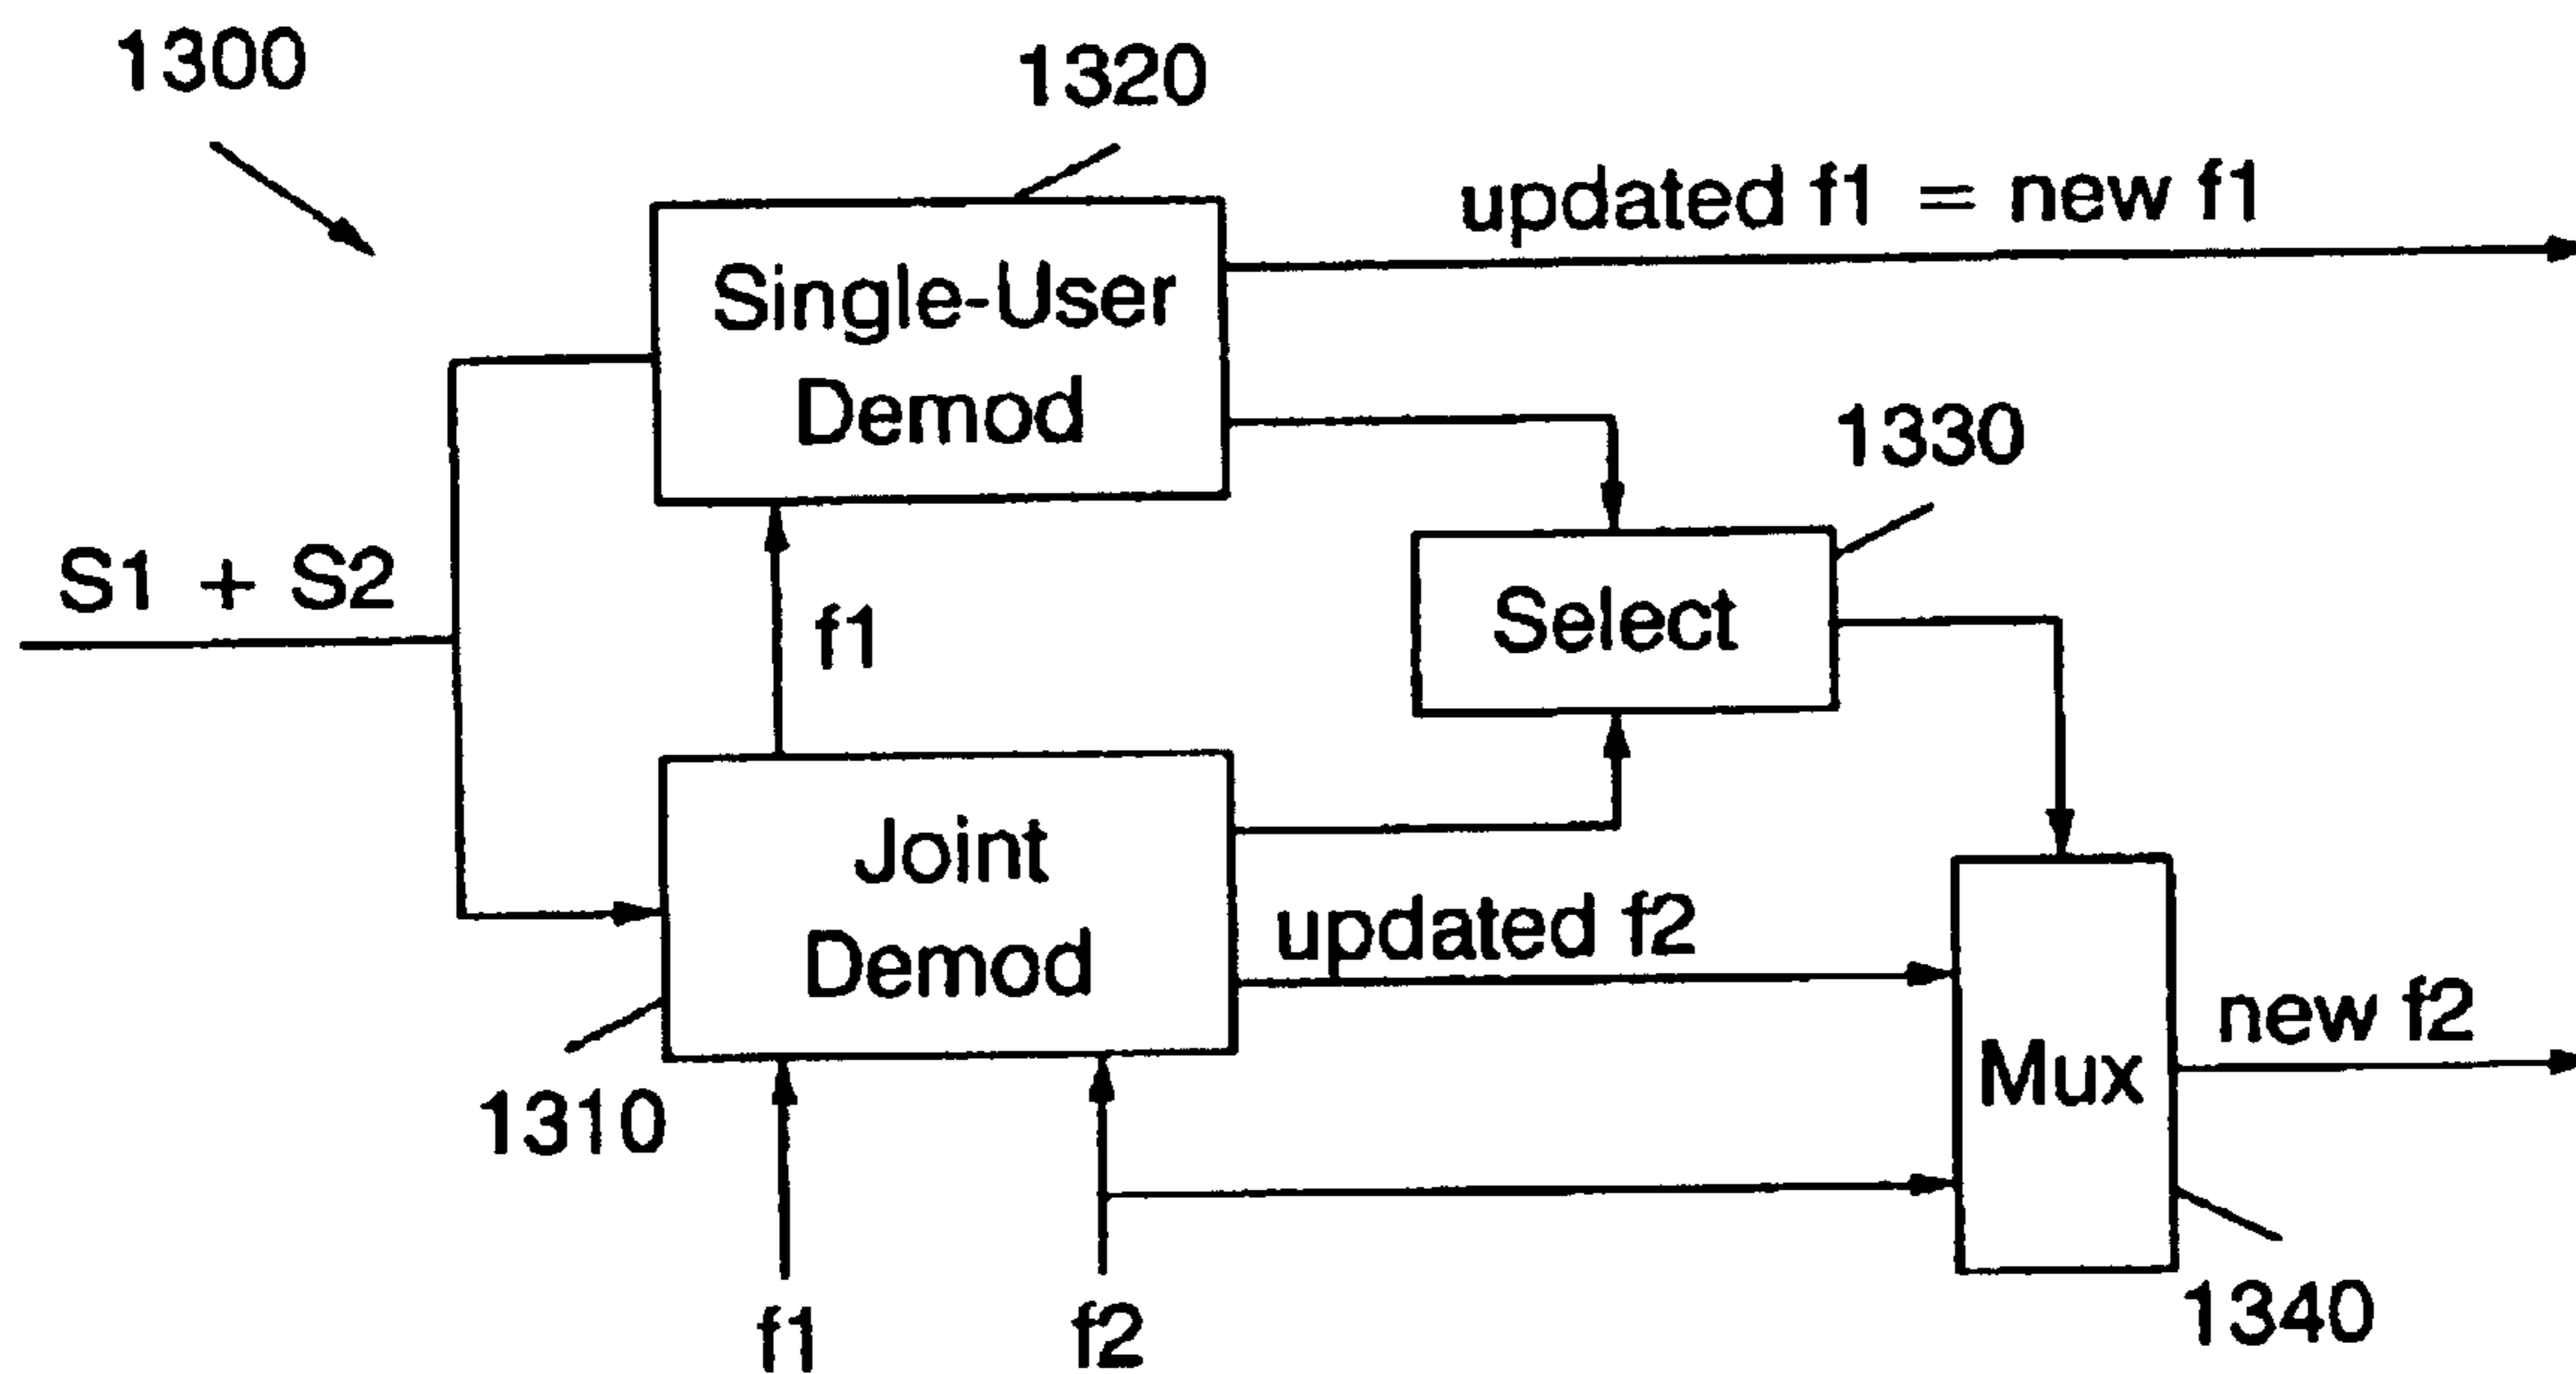 1300
1320
updated f1 = new f1
Single-User
Demod
1330
S1 + S2
f1
Select
Joint
Demod
updated f2
new f2
Mux
1310
f1
f2
1340